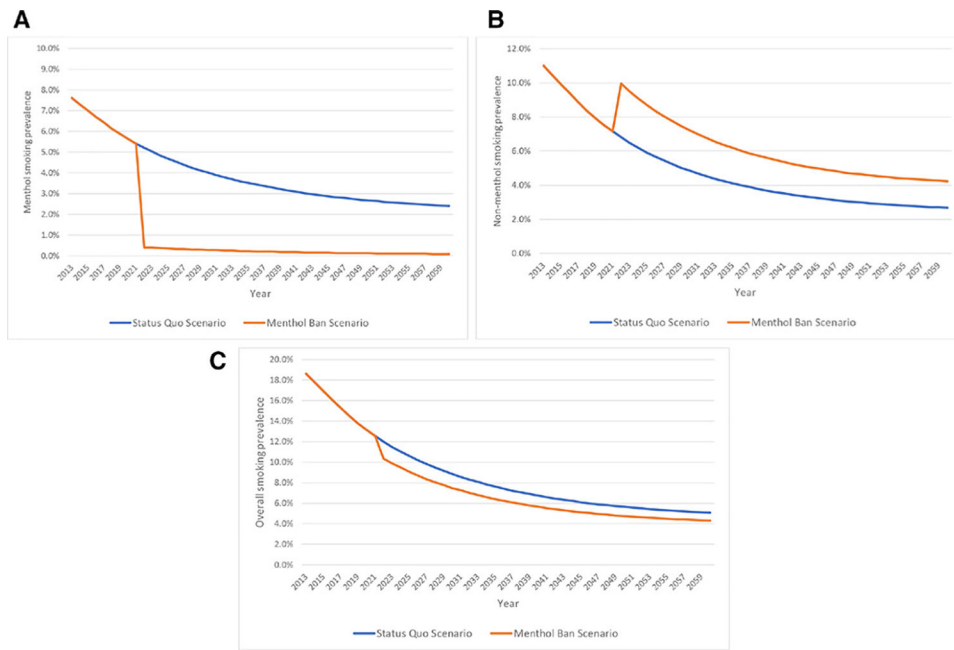 A
10.0%
9.0%
8.0%
7.0%
6.0%
5.0%
4.0%
3.0%
2.0%
1.0%
0.0%
Menthol smoking prevalence
2013 2015 2017 2019 2021 2023 2025 2027 2029 2031 2033 2035 2037 2039 2041 2043 2045 2047 2049 2051 2053 2055 2057 2059
Year
Status Quo Scenario Menthol Ban Scenario
B
12.0%
10.0%
8.0%
6.0%
4.0%
2.0%
0.0%
Non-menthol smoking prevalence
2013 2015 2017 2019 2021 2023 2025 2027 2029 2031 2033 2035 2037 2039 2041 2043 2045 2047 2049 2051 2053 2055 2057 2059
Year
Status Quo Scenario Menthol Ban Scenario
C
20.0%
18.0%
16.0%
14.0%
12.0%
10.0%
8.0%
6.0%
4.0%
2.0%
0.0%
Overall smoking prevalence
2013 2015 2017 2019 2021 2023 2025 2027 2029 2031 2033 2035 2037 2039 2041 2043 2045 2047 2049 2051 2053 2055 2057 2059
Year
Status Quo Scenario Menthol Ban Scenario